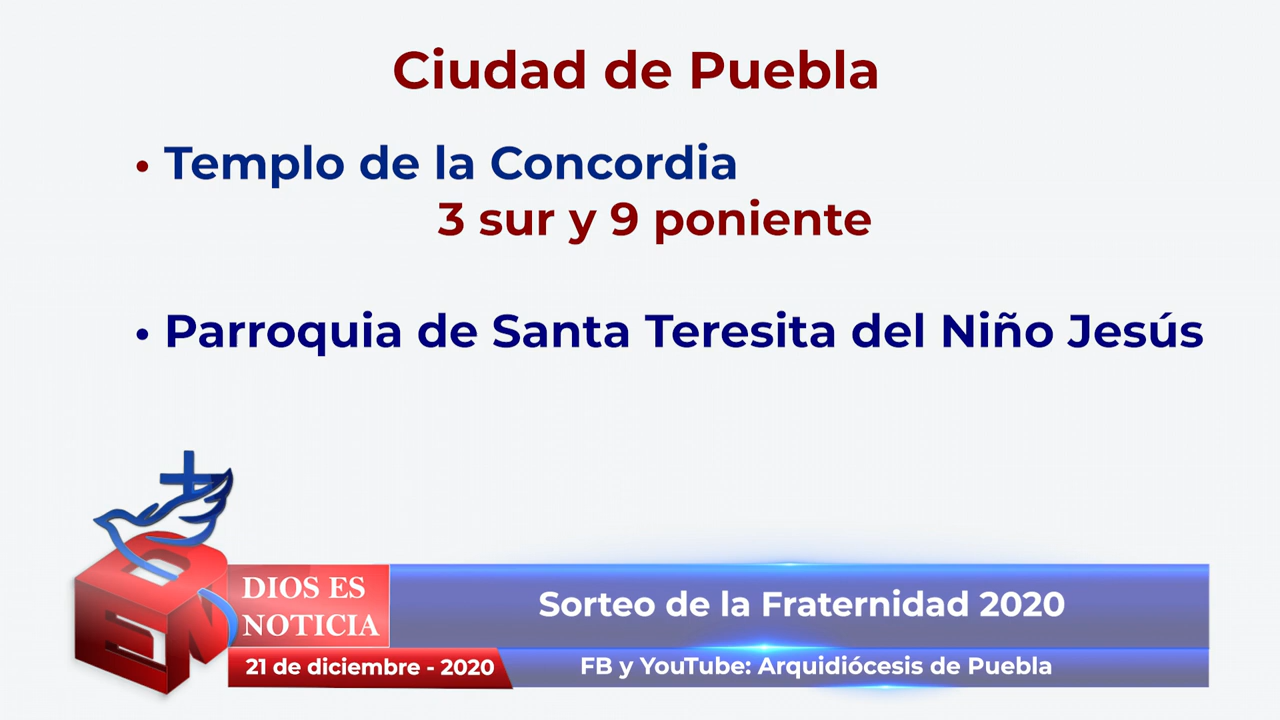 Ciudad de Puebla
• Templo de la Concordia
3 sur y 9 poniente
• Parroquia de Santa Teresita del Niño Jesús
DEN
DIOS ES
NOTICIA
Sorteo de la Fraternidad 2020
21 de diciembre - 2020
FB y YouTube: Arquidiócesis de Puebla